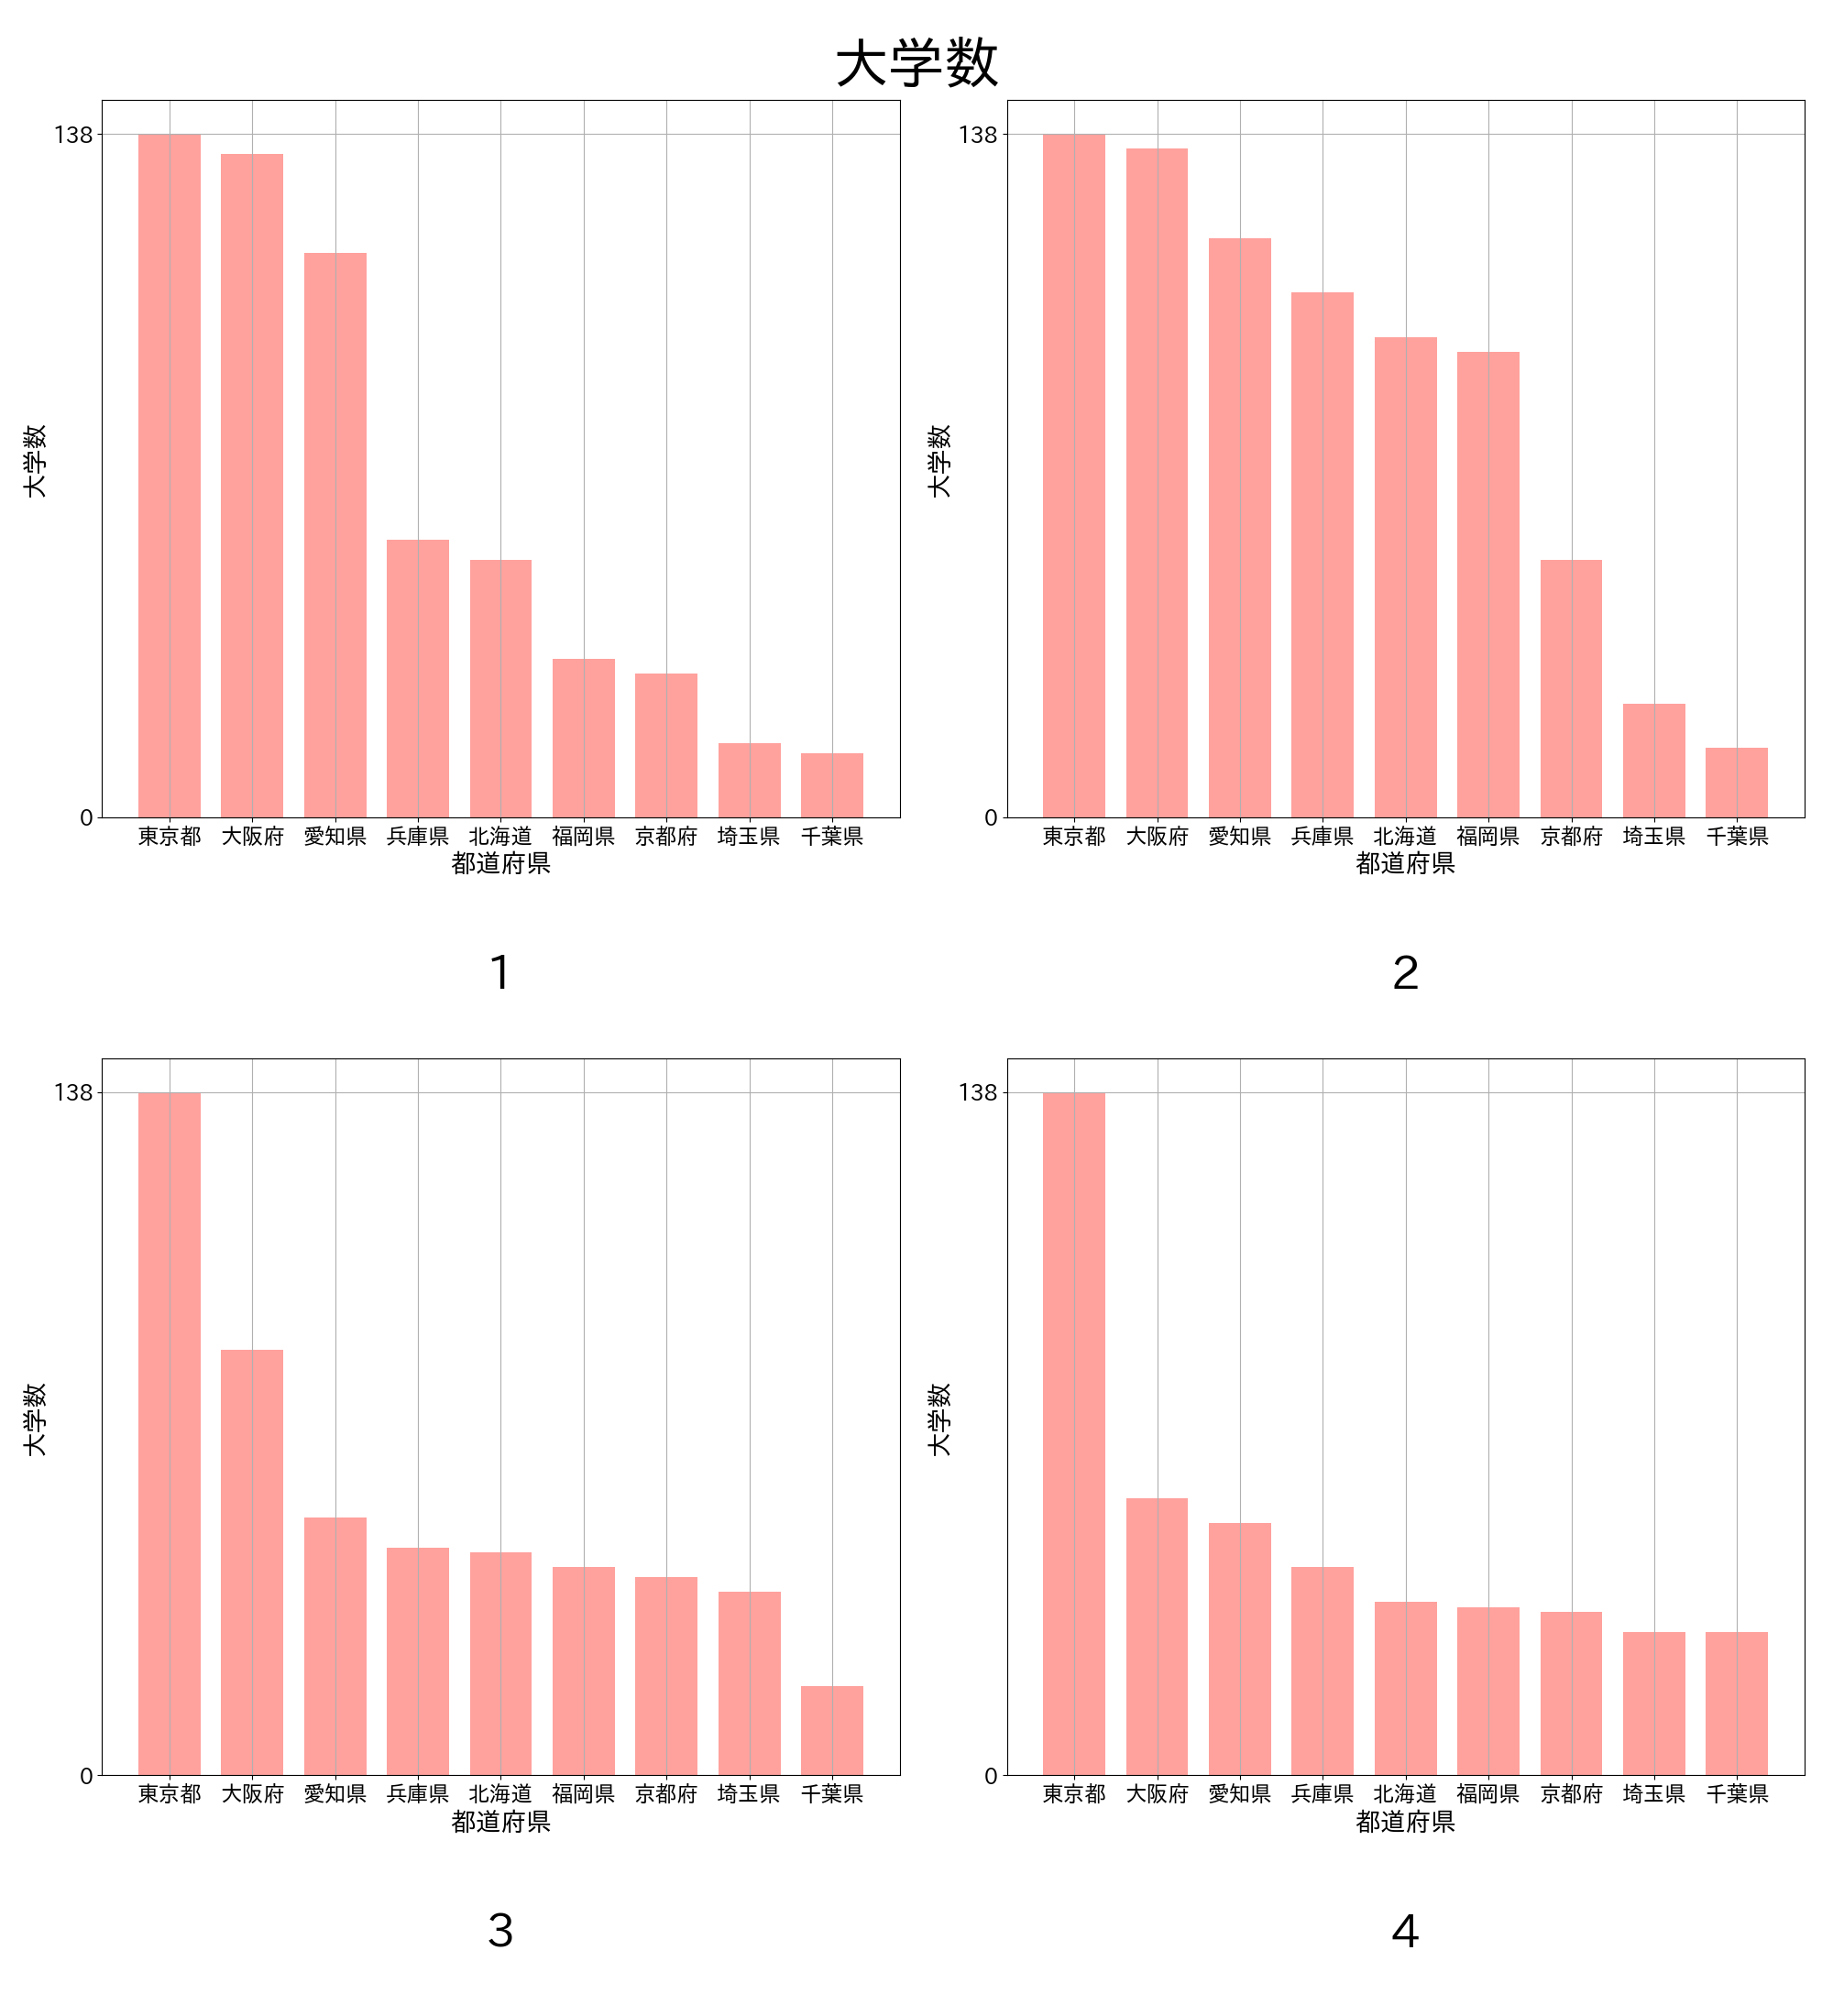 大学数
138
0
大学数
東京都 大阪府 愛知県 兵庫県 北海道 福岡県 京都府 埼玉県 千葉県
都道府県
1
138
0
大学数
東京都 大阪府 愛知県 兵庫県 北海道 福岡県 京都府 埼玉県 千葉県
都道府県
2
138
0
大学数
東京都 大阪府 愛知県 兵庫県 北海道 福岡県 京都府 埼玉県 千葉県
都道府県
3
138
0
大学数
東京都 大阪府 愛知県 兵庫県 北海道 福岡県 京都府 埼玉県 千葉県
都道府県
4